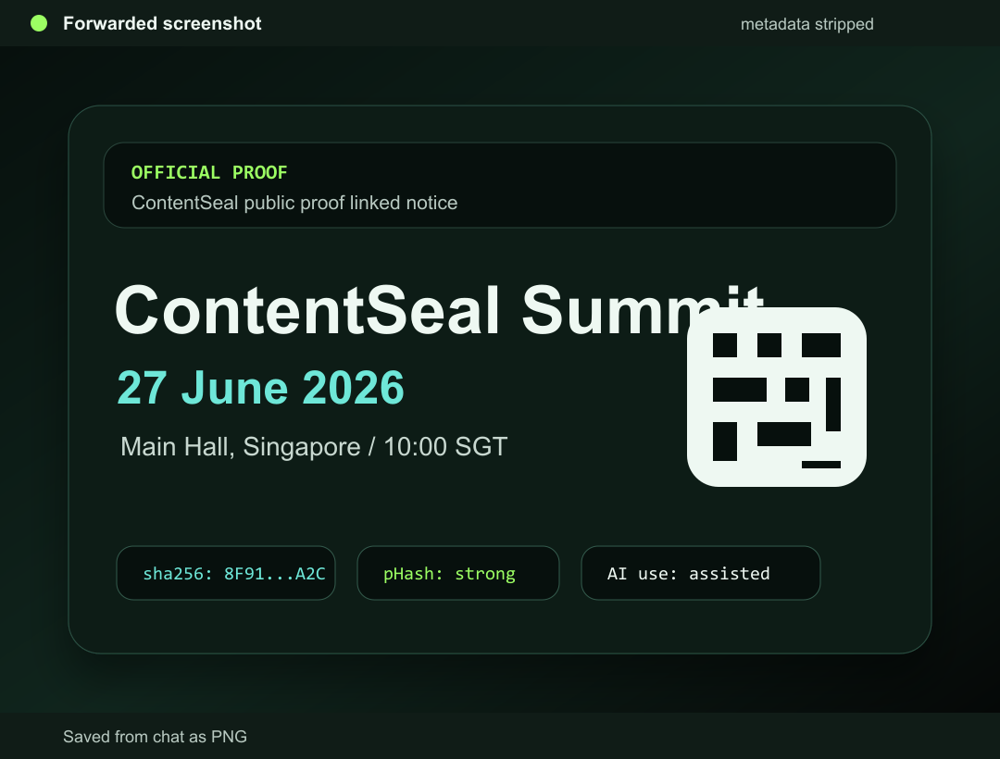 Forwarded screenshot
metadata stripped
OFFICIAL PROOF
ContentSeal public proof linked notice
ContentSeal Summit
27 June 2026
Main Hall, Singapore / 10:00 SGT
sha256: 8F91...A2C
pHash: strong
AI use: assisted
Saved from chat as PNG